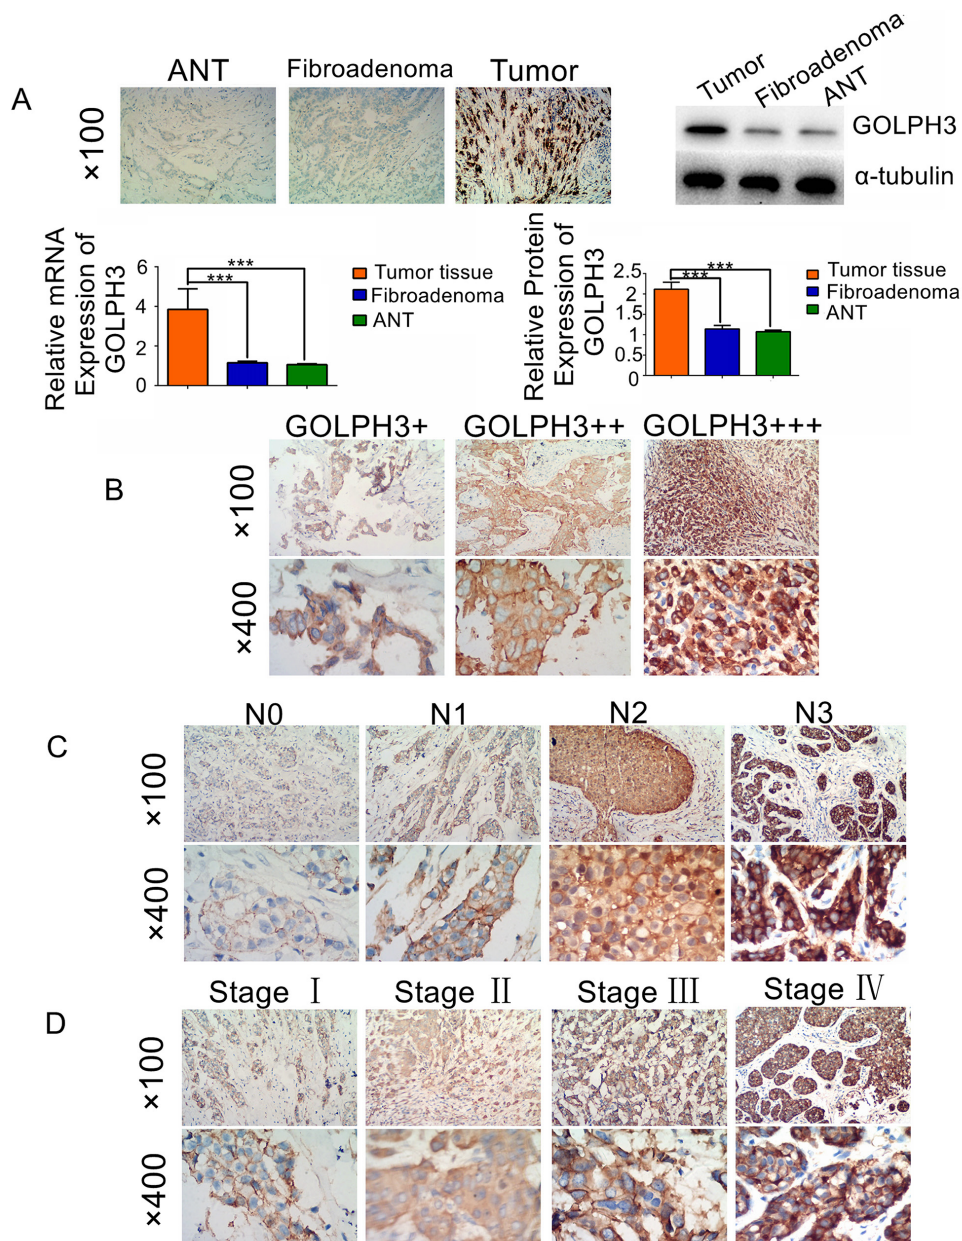 A
ANT
Fibroadenoma
Tumor
×100
Tumor
Fibroadenoma
ANT
GOLPH3
α-tubulin
Relative mRNA
Expression of
GOLPH3
6
4
2
0
***
***
Tumor tissue
Fibroadenoma
ANT
Relative Protein
Expression of
GOLPH3
2.5
2
1
0.5
0
***
***
Tumor tissue
Fibroadenoma
ANT
B
GOLPH3+
GOLPH3++
GOLPH3+++
×100
×400
C
N0
N1
N2
N3
×100
×400
D
Stage Ⅰ
Stage Ⅱ
Stage Ⅲ
Stage Ⅳ
×100
×400